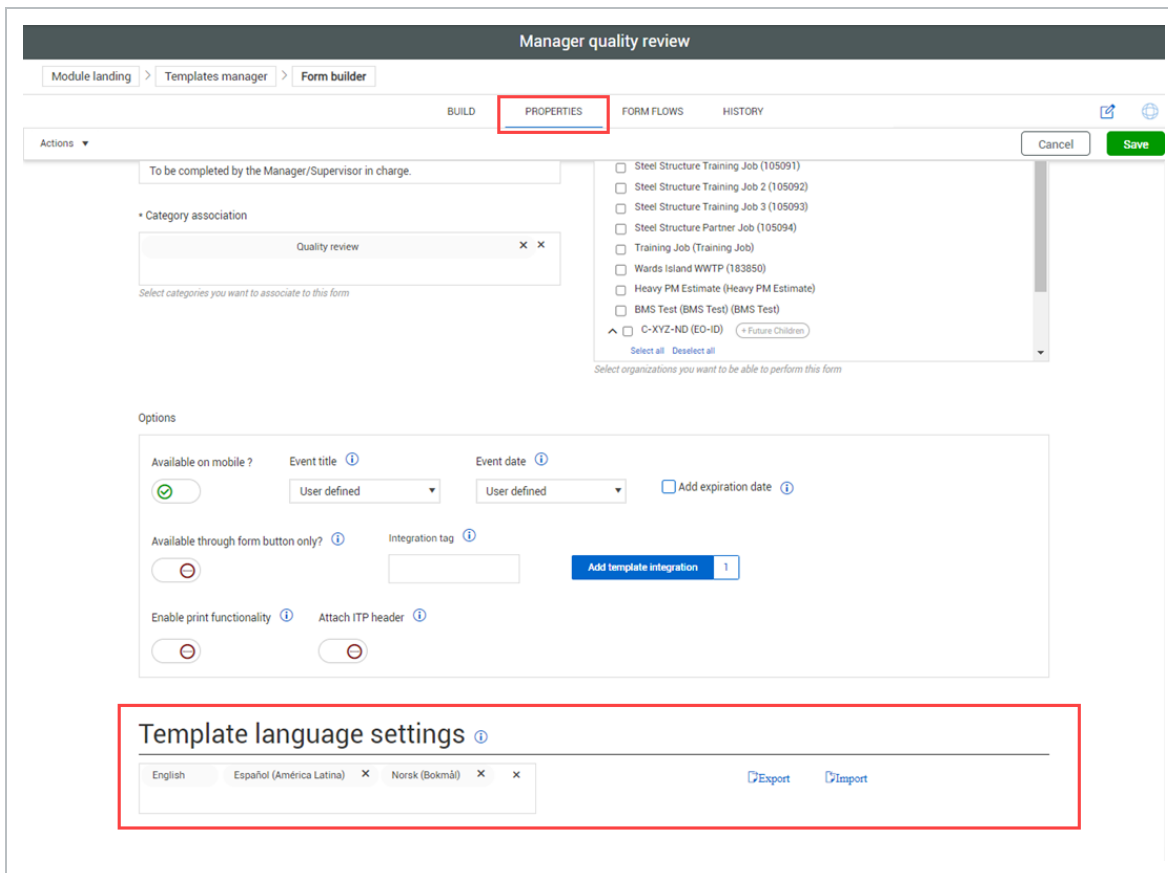 Manager quality review
Module landing > Templates manager > Form builder
BUILD PROPERTIES FORM FLOWS HISTORY
Actions Cancel Save
To be completed by the Manager/Supervisor in charge.
* Category association
Quality review × ×
Select categories you want to associate to this form
Steel Structure Training Job (105091)
Steel Structure Training Job 2 (105092)
Steel Structure Training Job 3 (105093)
Steel Structure Partner Job (105094)
Training Job (Training Job)
Wards Island WWTP (183850)
Heavy PM Estimate (Heavy PM Estimate)
BMS Test (BMS Test) (BMS Test)
C-XYZ-ND (EO-ID) + Future Children
Select all Deselect all
Select organizations you want to be able to perform this form
Options
Available on mobile ? Event title Event date
User defined User defined Add expiration date
Available through form button only? Integration tag
Add template integration 1
Enable print functionality Attach ITP header
Template language settings
English Español (América Latina) × Norsk (Bokmål) × ×
Export Import